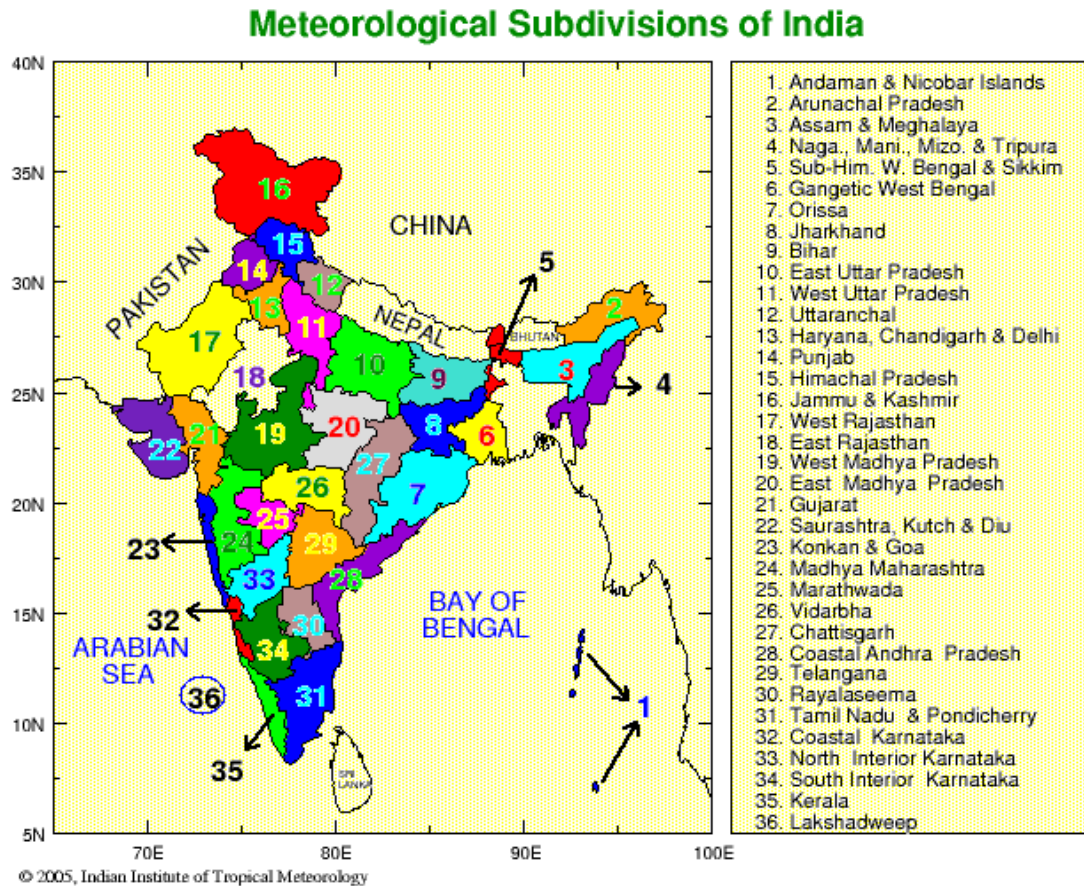 Meteorological Subdivisions of India
40N
35N
30N
25N
20N
15N
10N
5N
70E
80E
90E
100E
PAKISTAN
CHINA
NEPAL
BHUTAN
ARABIAN
SEA
BAY OF
BENGAL
SRI
LANKA
16
15
14
13
12
11
17
18
10
9
5
2
3
4
22
21
19
20
8
6
27
7
26
25
24
23
29
28
33
32
30
34
36
31
35
1
1. Andaman & Nicobar Islands
2. Arunachal Pradesh
3. Assam & Meghalaya
4. Naga., Mani., Mizo. & Tripura
5. Sub-Him. W. Bengal & Sikkim
6. Gangetic West Bengal
7. Orissa
8. Jharkhand
9. Bihar
10. East Uttar Pradesh
11. West Uttar Pradesh
12. Uttaranchal
13. Haryana, Chandigarh & Delhi
14. Punjab
15. Himachal Pradesh
16. Jammu & Kashmir
17. West Rajasthan
18. East Rajasthan
19. West Madhya Pradesh
20. East Madhya Pradesh
21. Gujarat
22. Saurashtra, Kutch & Diu
23. Konkan & Goa
24. Madhya Maharashtra
25. Marathwada
26. Vidarbha
27. Chattisgarh
28. Coastal Andhra Pradesh
29. Telangana
30. Rayalaseema
31. Tamil Nadu & Pondicherry
32. Coastal Karnataka
33. North Interior Karnataka
34. South Interior Karnataka
35. Kerala
36. Lakshadweep
© 2005, Indian Institute of Tropical Meteorology